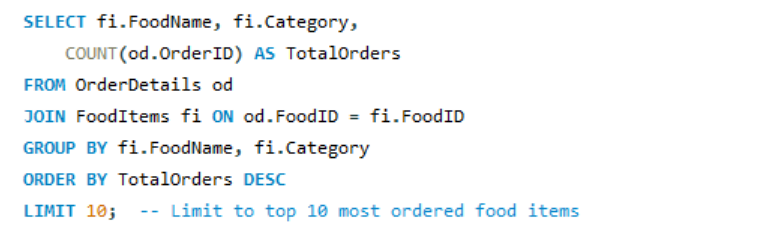 SELECT fi.FoodName, fi.Category,
    COUNT(od.OrderID) AS TotalOrders
FROM OrderDetails od
JOIN FoodItems fi ON od.FoodID = fi.FoodID
GROUP BY fi.FoodName, fi.Category
ORDER BY TotalOrders DESC
LIMIT 10;  -- Limit to top 10 most ordered food items